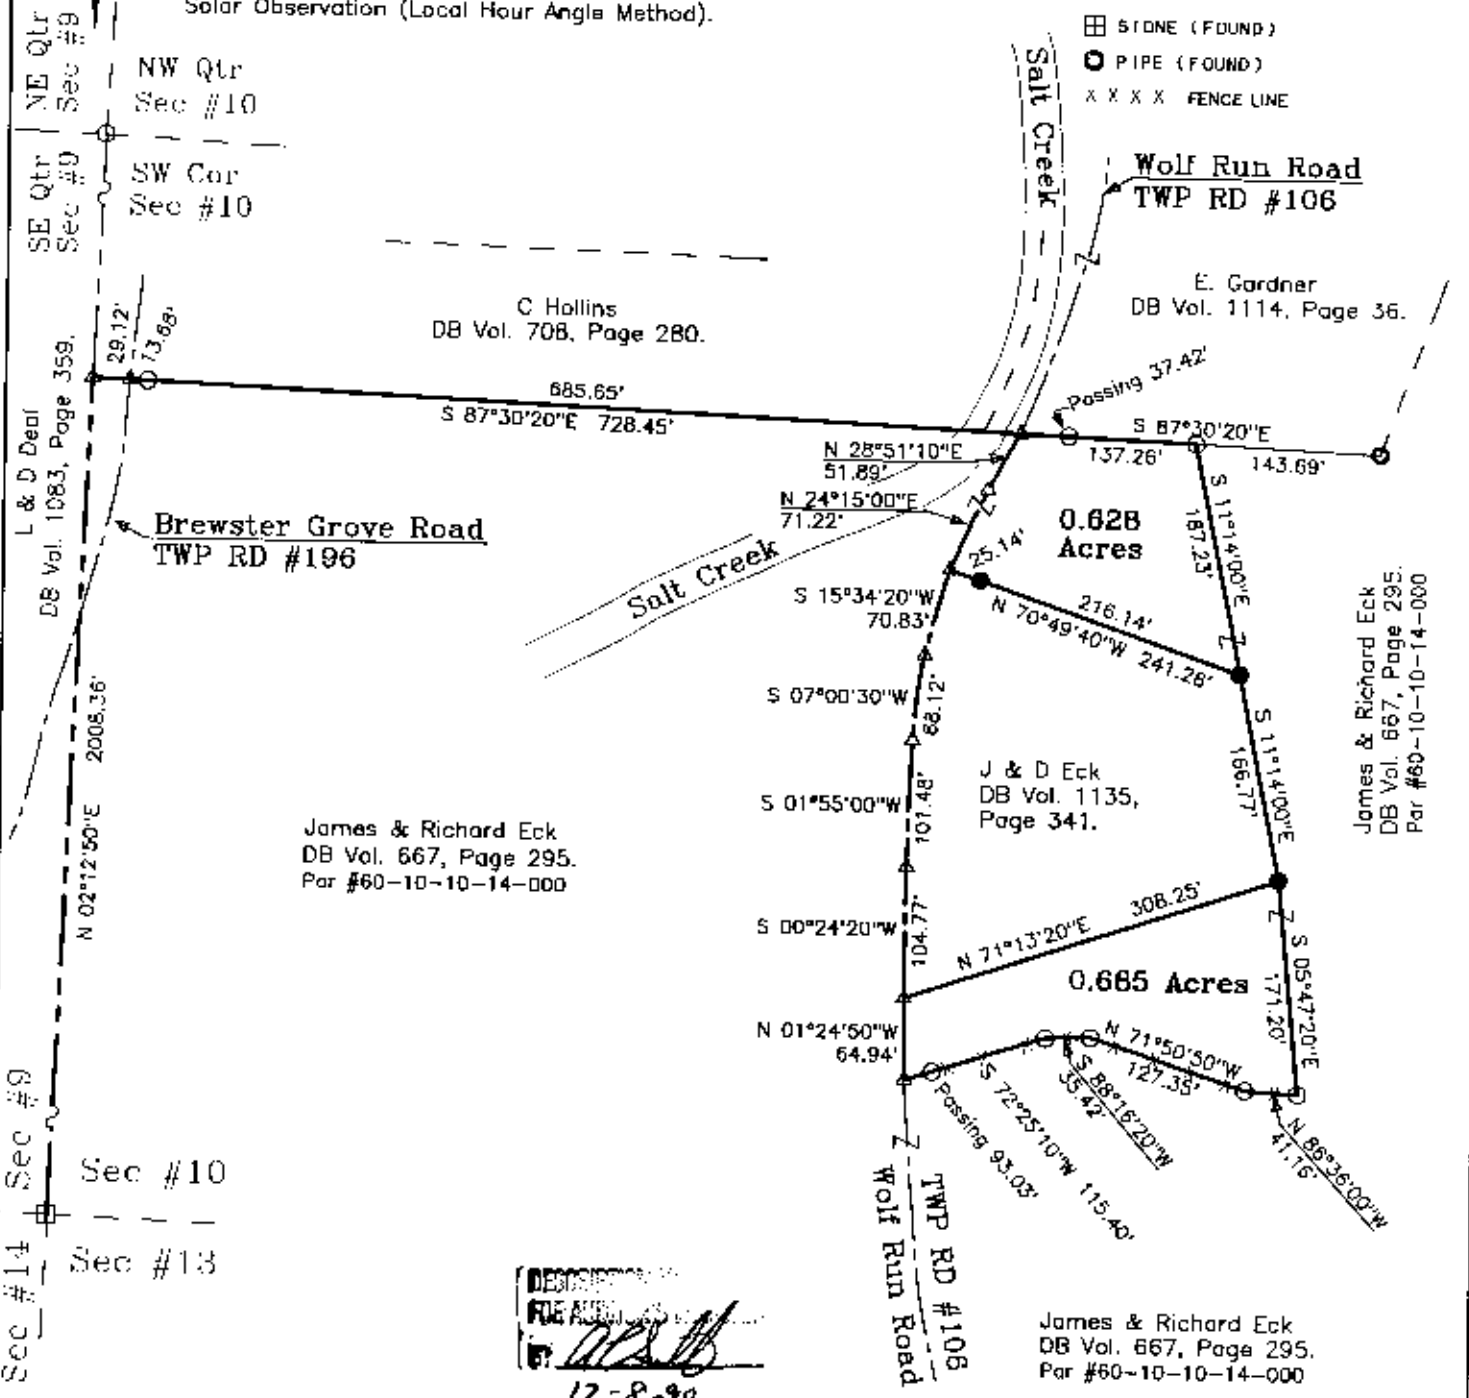 Solar Observation (Local Hour Angle Method).
STONE (FOUND)
PIPE (FOUND)
X X X X FENCE LINE
NE Qtr
Sec #9
NW Qtr
Sec #10
SE Qtr
Sec #9
SW Cor
Sec #10
Salt Creek
Wolf Run Road
TWP RD #106
E. Gardner
DB Vol. 1114, Page 36.
C Hollins
DB Vol. 708, Page 280.
29.12'
13.68'
L & D Deal
DB Vol. 1083, Page 359.
685.65'
S 87°30'20"E 728.45'
Passing 37.42'
S 87°30'20"E
137.26'
143.69'
N 28°51'10"E
51.89'
N 24°15'00"E
71.22'
Brewster Grove Road
TWP RD #196
Salt Creek
0.628
Acres
25.14'
S 11°14'00"E
187.23'
216.14'
N 70°49'40"W 241.28'
S 15°34'20"W
70.83'
S 07°00'30"W
68.12'
James & Richard Eck
DB Vol. 667, Page 295.
Par #60-10-10-14-000
N 02°12'50"E 2008.36'
J & D Eck
DB Vol. 1135,
Page 341.
S 01°55'00"W
101.48'
S 11°14'00"E
166.77'
James & Richard Eck
DB Vol. 667, Page 295.
Par #60-10-10-14-000
S 00°24'20"W
104.77'
N 71°13'20"E 308.25'
0.685 Acres
S 05°47'20"E
171.20'
N 01°24'50"W
64.94'
N 71°50'50"W
127.35'
S 88°16'20"W
35.42'
S 72°25'10"W 115.40'
Passing 93.03'
N 86°36'00"W
41.16'
Sec #9
Sec #10
Sec #14
Sec #13
TWP RD #106
Wolf Run Road
BY
12-8-90
James & Richard Eck
DB Vol. 667, Page 295.
Par #60-10-10-14-000